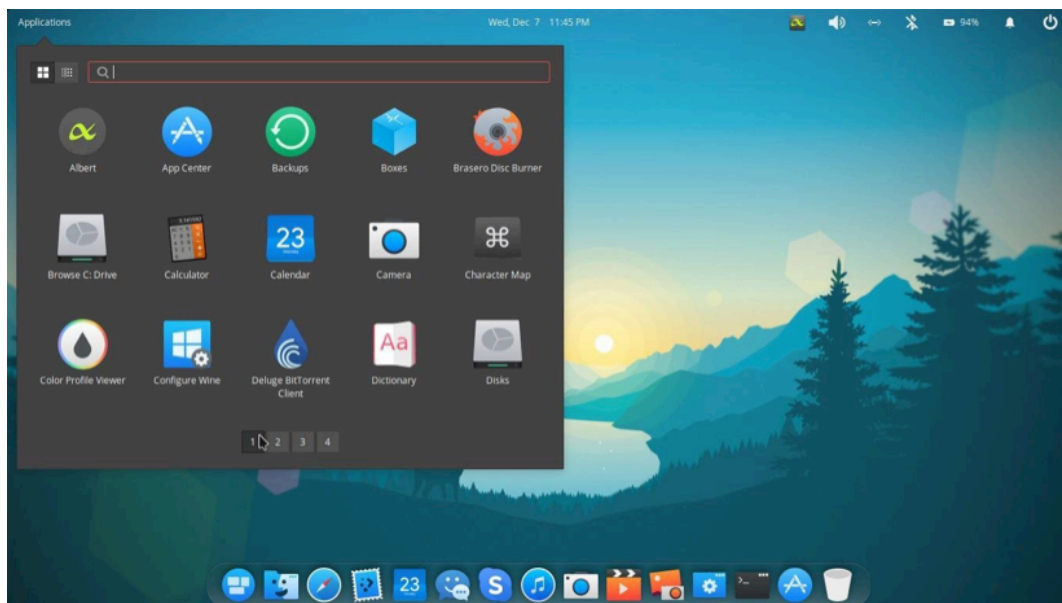 Applications
Wed, Dec 7 11:45 PM
94%
Albert
App Center
Backups
Boxes
Brasero Disc Burner
23
Browse C: Drive
Calculator
Calendar
Camera
Character Map
Aa
Color Profile Viewer
Configure Wine
Deluge BitTorrent
Client
Dictionary
Disks
1 2 3 4
23
S